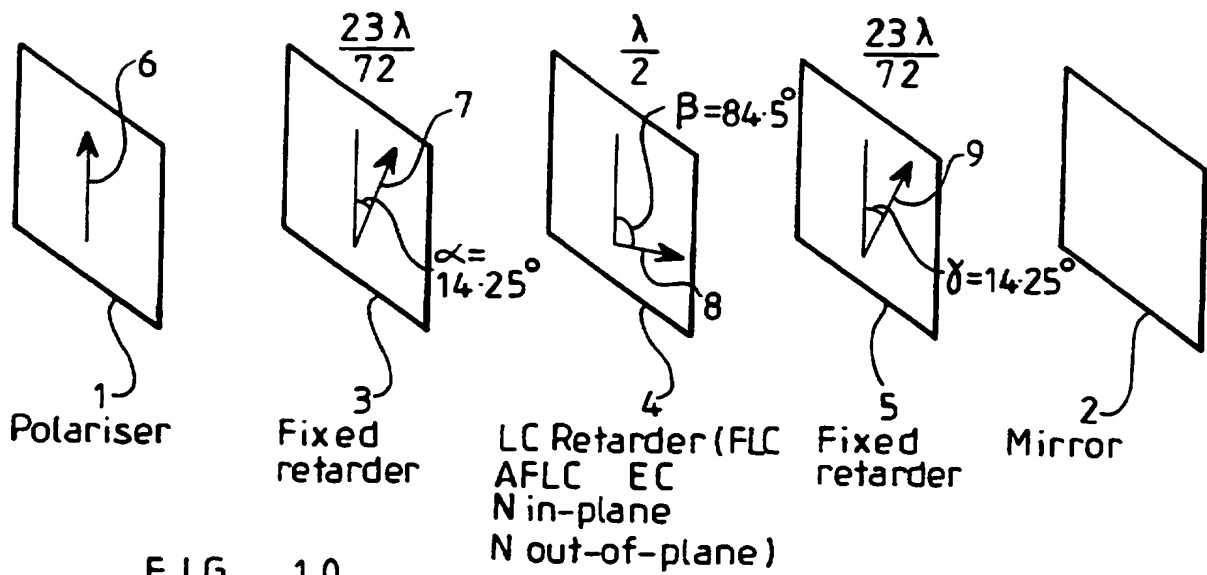 23λ
72
λ
2
23λ
72
6
7
β=84·5°
9
α=
14·25°
8
γ=14·25°
1
Polariser
3
Fixed
retarder
4
LC Retarder (FLC
AFLC EC
N in-plane
N out-of-plane)
5
Fixed
retarder
2
Mirror
FIG 10